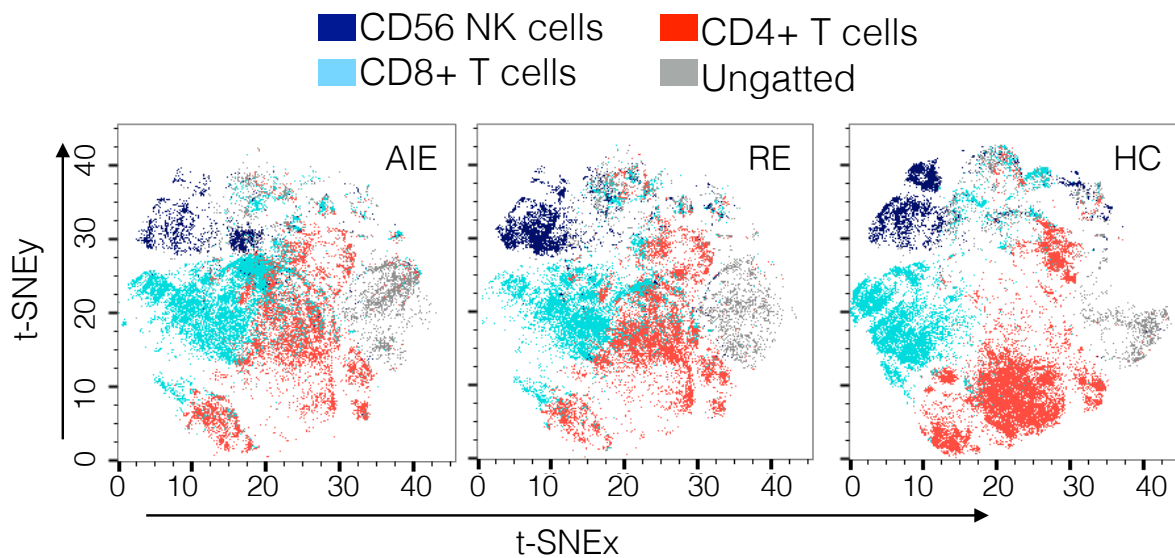 CD56 NK cells
CD4+ T cells
CD8+ T cells
Ungatted
AIE
RE
HC
t-SNEy
40
30
20
10
0
0 10 20 30 40
0 10 20 30 40
0 10 20 30 40
t-SNEx